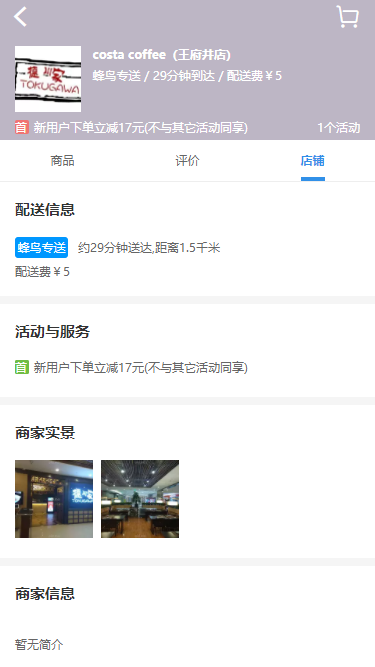 costa coffee（王府井店）
蜂鸟专送 / 29分钟到达 / 配送费￥5
德川家
TOKUGAWA
首 新用户下单立减17元(不与其它活动同享) 1个活动
商品 评价 店铺
配送信息
蜂鸟专送 约29分钟送达,距离1.5千米
配送费￥5
活动与服务
首 新用户下单立减17元(不与其它活动同享)
商家实景
商家信息
暂无简介